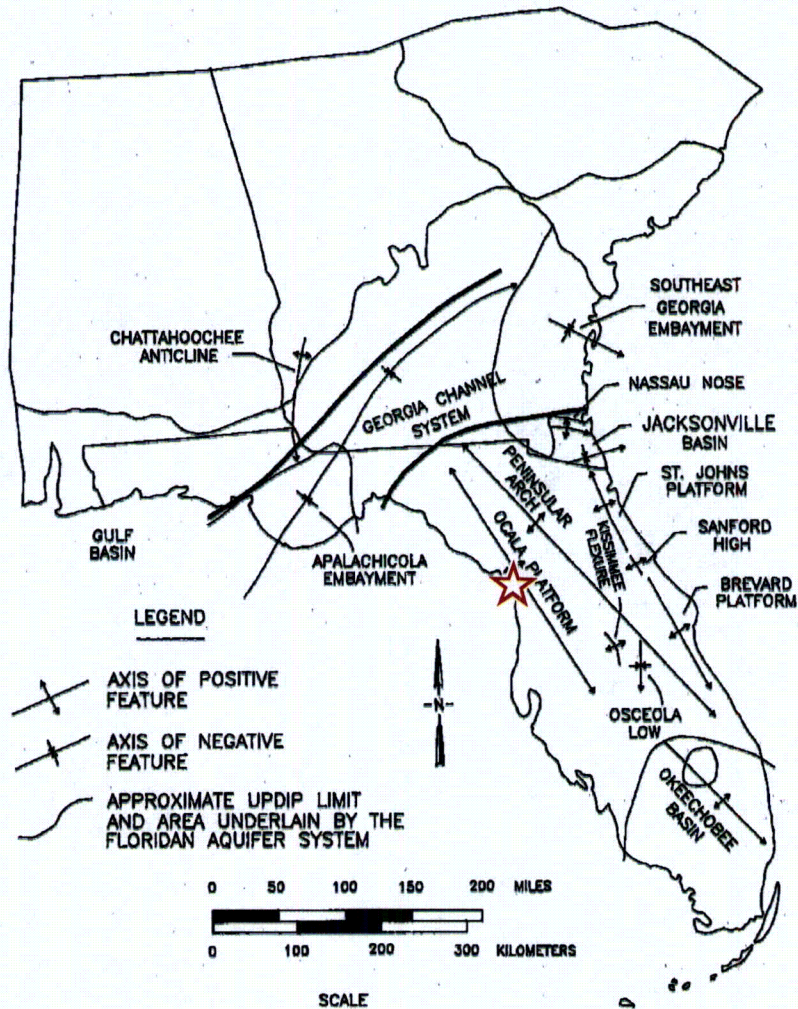 SOUTHEAST
GEORGIA
EMBAYMENT
CHATTAHOOCHEE
ANTICLINE
NASSAU NOSE
GEORGIA CHANNEL
SYSTEM
JACKSONVILLE
BASIN
PENINSULAR
ARCH
ST. JOHNS
PLATFORM
OCALA PLATFORM
KISSIMMEE
FLEXURE
SANFORD
HIGH
GULF
BASIN
APALACHICOLA
EMBAYMENT
BREVARD
PLATFORM
LEGEND
AXIS OF POSITIVE
FEATURE
-N-
OSCEOLA
LOW
AXIS OF NEGATIVE
FEATURE
OKEECHOBEE
BASIN
APPROXIMATE UPDIP LIMIT
AND AREA UNDERLAIN BY THE
FLORIDAN AQUIFER SYSTEM
0 50 100 150 200 MILES
0 100 200 300 KILOMETERS
SCALE